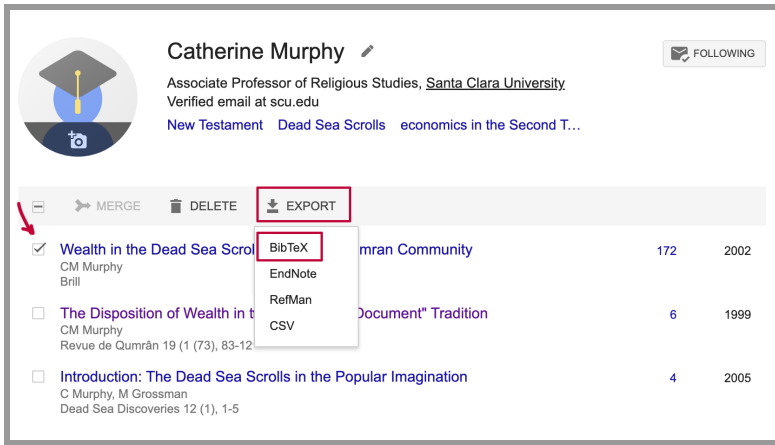 Catherine Murphy
FOLLOWING
Associate Professor of Religious Studies, Santa Clara University
Verified email at scu.edu
New Testament Dead Sea Scrolls economics in the Second T…
MERGE DELETE EXPORT
BibTeX
EndNote
RefMan
CSV
Wealth in the Dead Sea Scrol mran Community 172 2002
CM Murphy
Brill
The Disposition of Wealth in Document" Tradition 6 1999
CM Murphy
Revue de Qumrân 19 (1 (73), 83-12
Introduction: The Dead Sea Scrolls in the Popular Imagination 4 2005
C Murphy, M Grossman
Dead Sea Discoveries 12 (1), 1-5